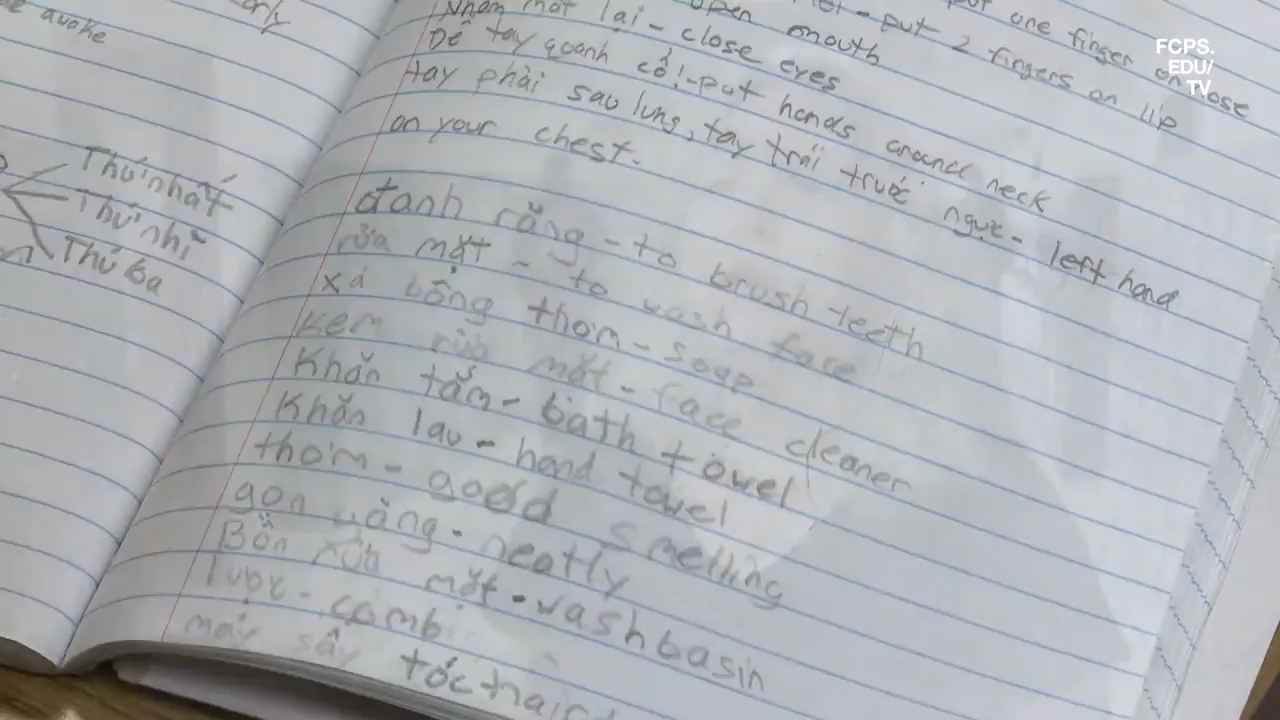 awake
Thứ nhất
Thứ nhì
Thứ ba
put one finger on nose
put 2 fingers on lip
open mouth
Nhắm mắt lại - close eyes
Để tay quanh cổ! - put hands around neck
tay phải sau lưng, tay trái trước ngực - left hand
on your chest.
đanh răng - to brush teeth
rửa mặt - to wash face
xà bông thơm - soap
kem rửa mặt - face cleaner
Khăn tắm - bath towel
Khăn lau - hand towel
thơm - good smelling
gọn gàng - neatly
Bồn rửa mặt - wash basin
lược - comb
máy sấy tóc
FCPS.
EDU/
TV